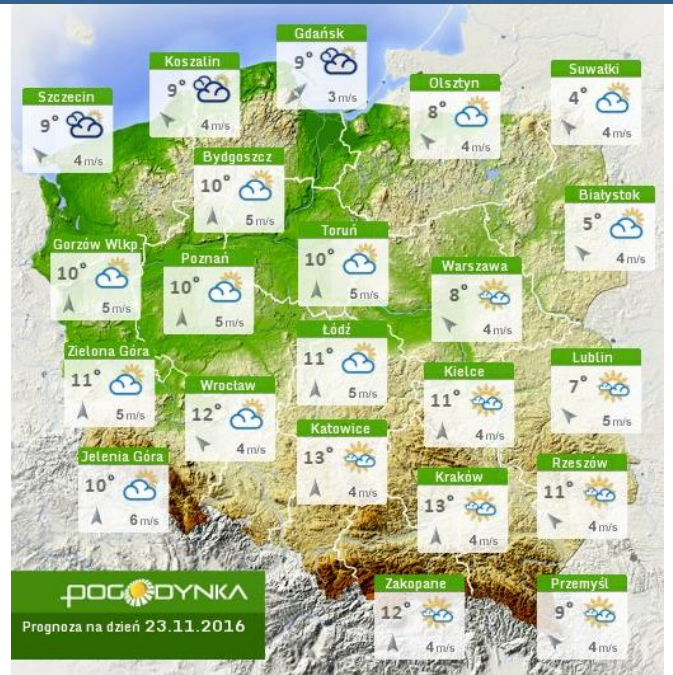 Gdańsk
9°
3 m/s
Koszalin
9°
4 m/s
Szczecin
9°
4 m/s
Olsztyn
8°
4 m/s
Suwałki
4°
4 m/s
Bydgoszcz
10°
5 m/s
Białystok
5°
4 m/s
Gorzów Wlkp
10°
5 m/s
Poznań
10°
5 m/s
Toruń
10°
5 m/s
Warszawa
8°
4 m/s
Zielona Góra
11°
5 m/s
Łódź
11°
5 m/s
Wrocław
12°
4 m/s
Kielce
11°
4 m/s
Lublin
7°
5 m/s
Jelenia Góra
10°
6 m/s
Katowice
13°
4 m/s
Kraków
13°
4 m/s
Rzeszów
11°
4 m/s
Zakopane
12°
4 m/s
Przemyśl
9°
4 m/s
POGODYNKA
Prognoza na dzień 23.11.2016